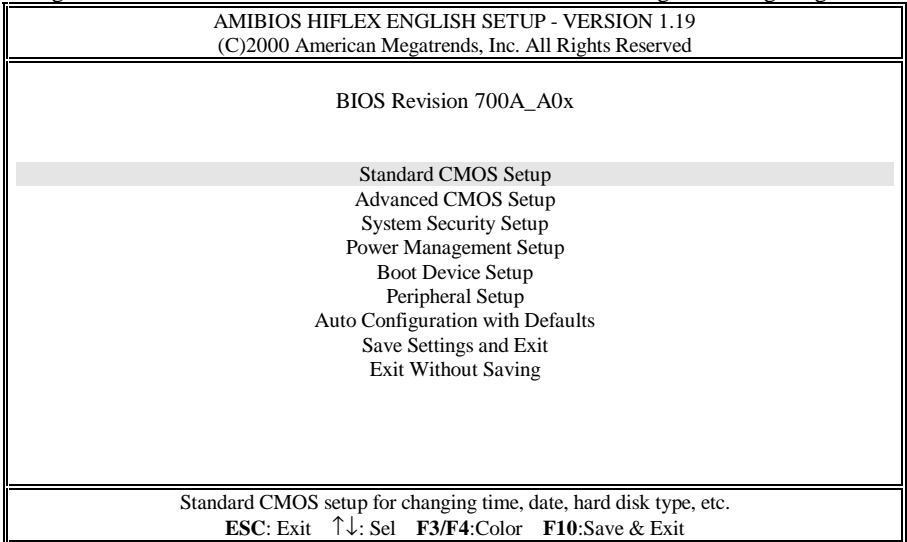 AMIBIOS HIFLEX ENGLISH SETUP - VERSION 1.19
(C)2000 American Megatrends, Inc. All Rights Reserved
BIOS Revision 700A_A0x
Standard CMOS Setup
Advanced CMOS Setup
System Security Setup
Power Management Setup
Boot Device Setup
Peripheral Setup
Auto Configuration with Defaults
Save Settings and Exit
Exit Without Saving
Standard CMOS setup for changing time, date, hard disk type, etc.
ESC: Exit ↑↓: Sel F3/F4:Color F10:Save & Exit